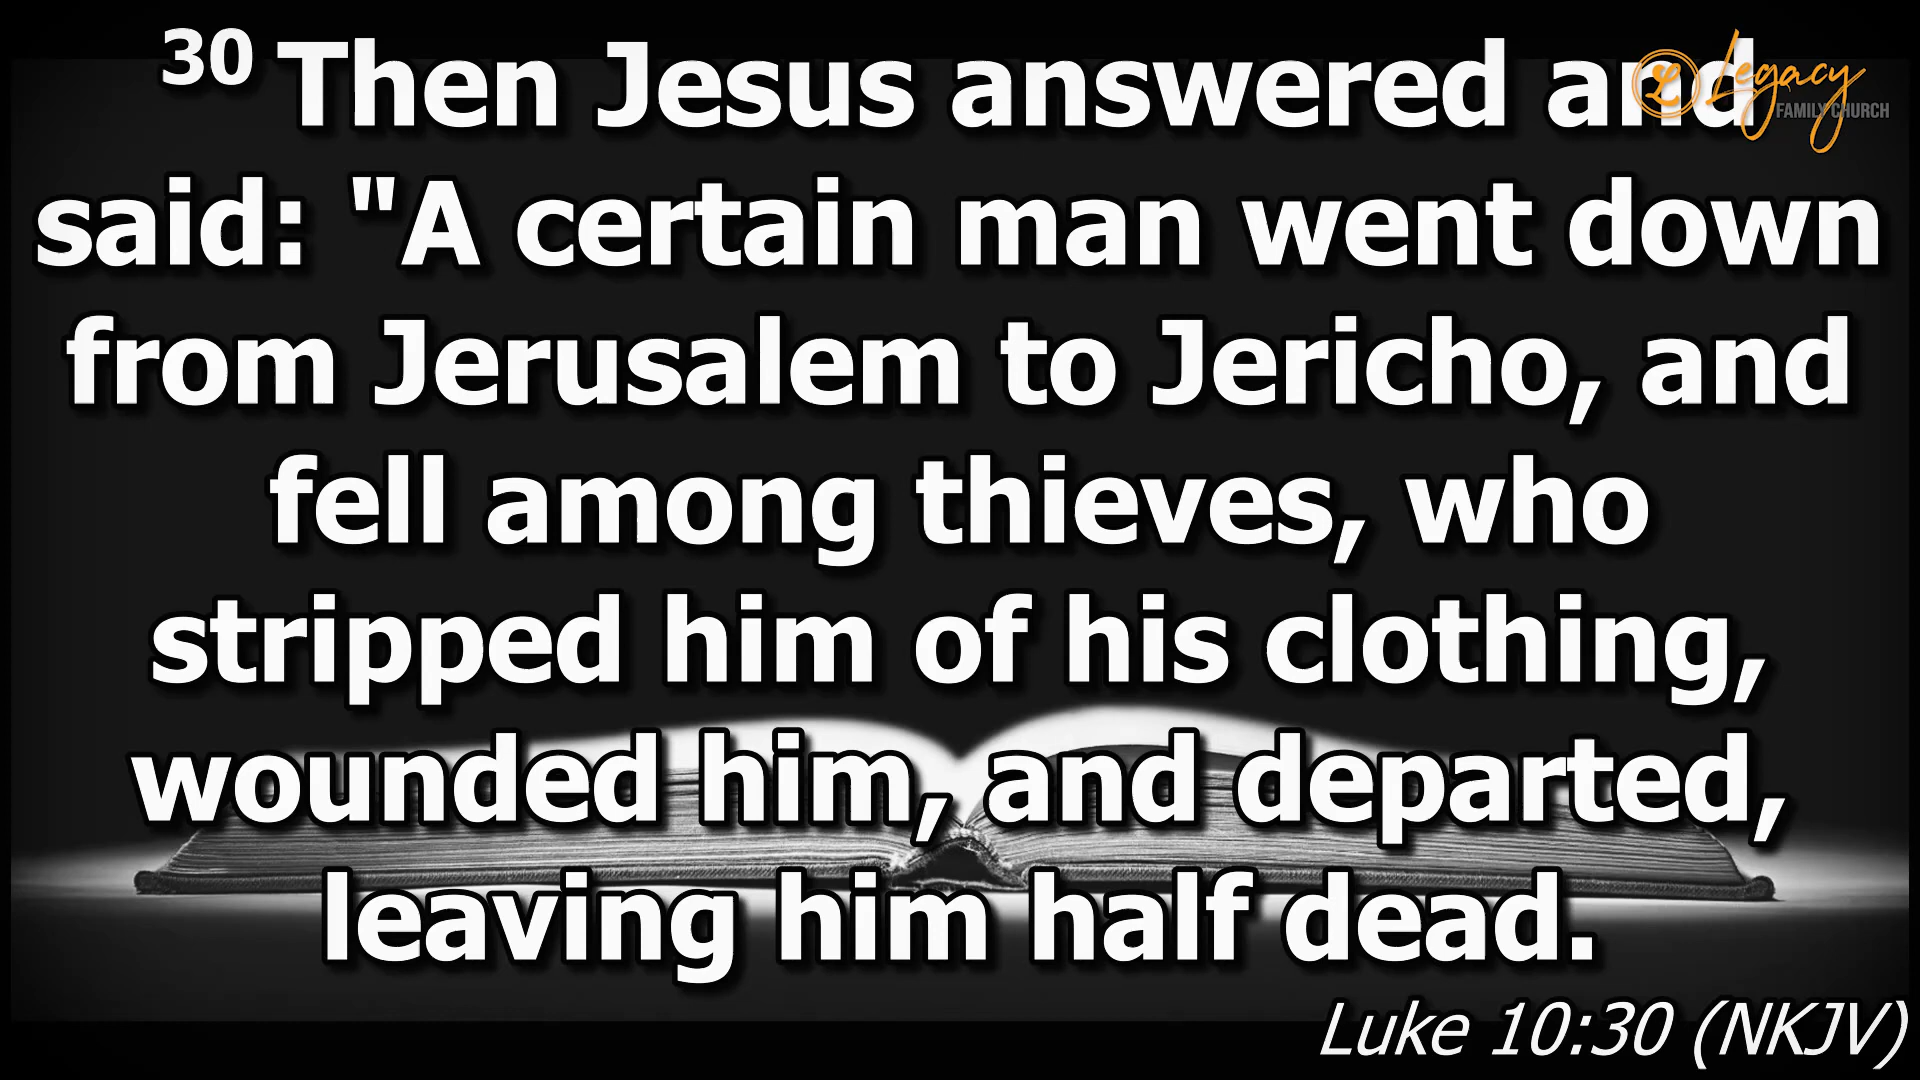 30 Then Jesus answered and
said: "A certain man went down
from Jerusalem to Jericho, and
fell among thieves, who
stripped him of his clothing,
wounded him, and departed,
leaving him half dead.
Luke 10:30 (NKJV)
L Legacy
FAMILY CHURCH